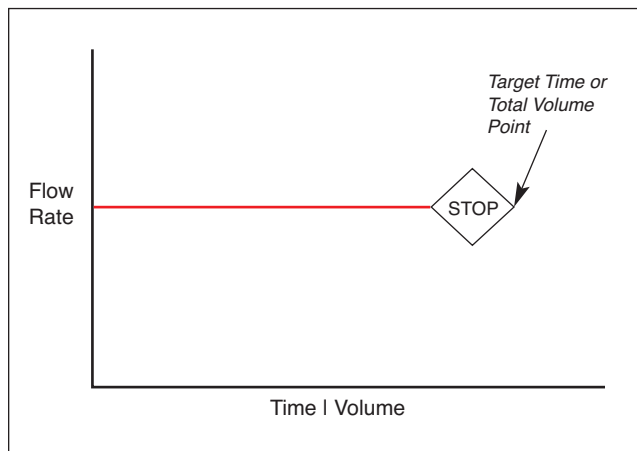 Target Time or
Total Volume
Point
Flow
Rate
STOP
Time | Volume